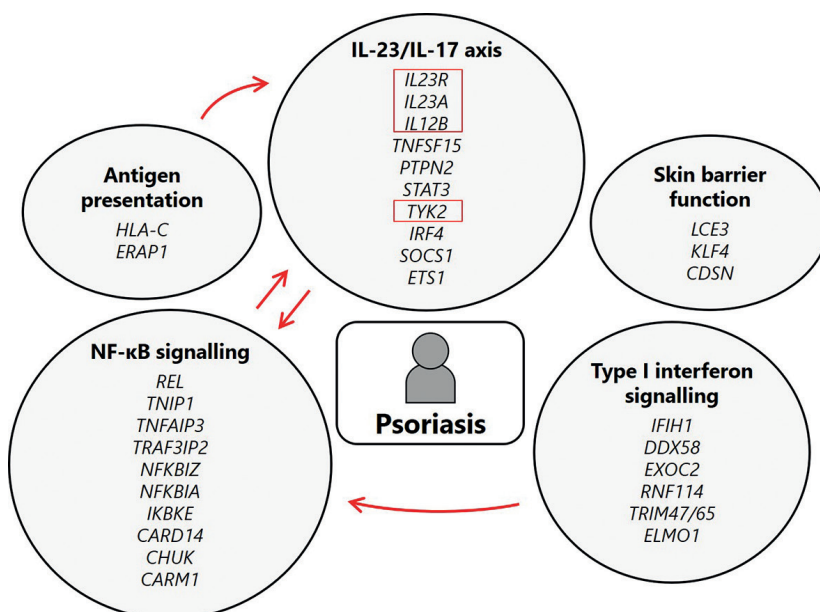 IL-23/IL-17 axis
IL23R
IL23A
IL12B
TNFSF15
PTPN2
STAT3
TYK2
IRF4
SOCS1
ETS1
Antigen
presentation
HLA-C
ERAP1
Skin barrier
function
LCE3
KLF4
CDSN
NF-κB signalling
REL
TNIP1
TNFAIP3
TRAF3IP2
NFKBIZ
NFKBIA
IKBKE
CARD14
CHUK
CARM1
Psoriasis
Type I interferon
signalling
IFIH1
DDX58
EXOC2
RNF114
TRIM47/65
ELMO1